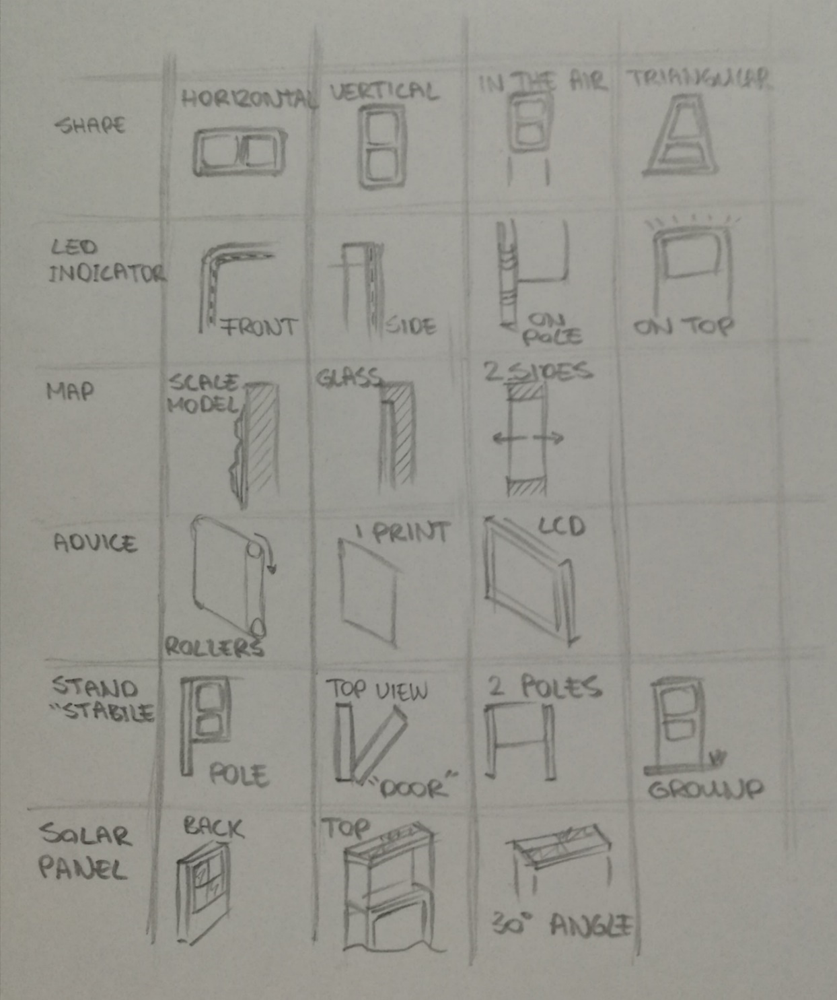 HORIZONTAL
VERTICAL
IN THE AIR
TRIANGULAR
SHAPE
LED
INDICATOR
FRONT
SIDE
ON
POLE
ON TOP
MAP
SCALE
MODEL
GLASS
2 SIDES
ADVICE
ROLLERS
1 PRINT
LCD
STAND
"STABILE
POLE
TOP VIEW
"DOOR"
2 POLES
GROUND
SOLAR
PANEL
BACK
TOP
30° ANGLE